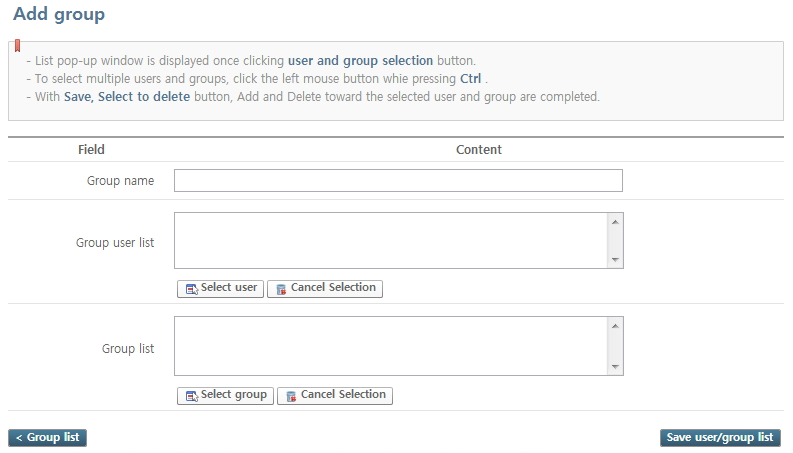 Add group
- List pop-up window is displayed once clicking user and group selection button.
- To select multiple users and groups, click the left mouse button whie pressing Ctrl .
- With Save, Select to delete button, Add and Delete toward the selected user and group are completed.
Field Content
Group name
Group user list
Select user Cancel Selection
Group list
Select group Cancel Selection
< Group list Save user/group list